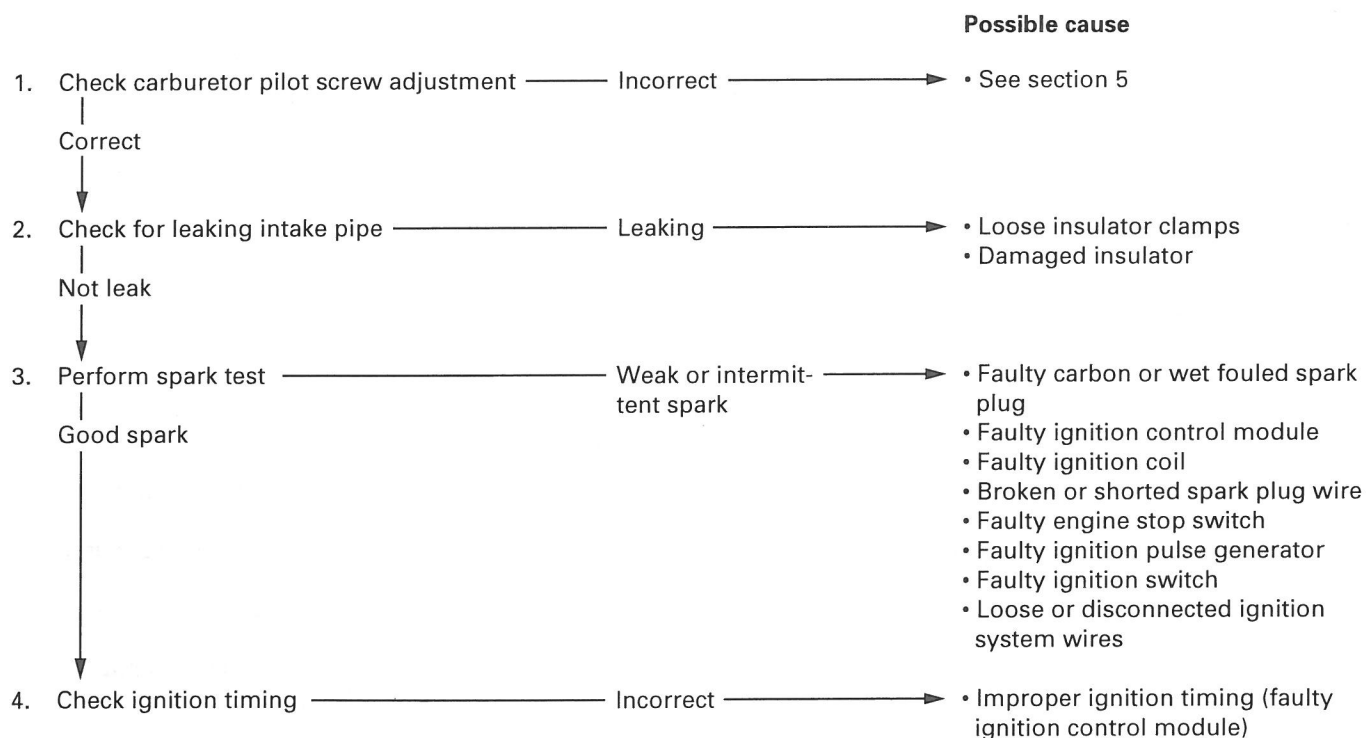 Possible cause
1. Check carburetor pilot screw adjustment Incorrect • See section 5
Correct
2. Check for leaking intake pipe Leaking • Loose insulator clamps
• Damaged insulator
Not leak
3. Perform spark test Weak or intermit- • Faulty carbon or wet fouled spark
tent spark plug
Good spark • Faulty ignition control module
• Faulty ignition coil
• Broken or shorted spark plug wire
• Faulty engine stop switch
• Faulty ignition pulse generator
• Faulty ignition switch
• Loose or disconnected ignition
system wires
4. Check ignition timing Incorrect • Improper ignition timing (faulty
ignition control module)